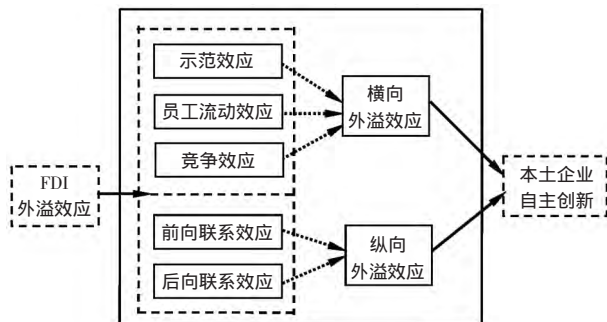 示范效应
员工流动效应
竞争效应
横向
外溢效应
FDI
外溢效应
本土企业
自主创新
前向联系效应
后向联系效应
纵向
外溢效应